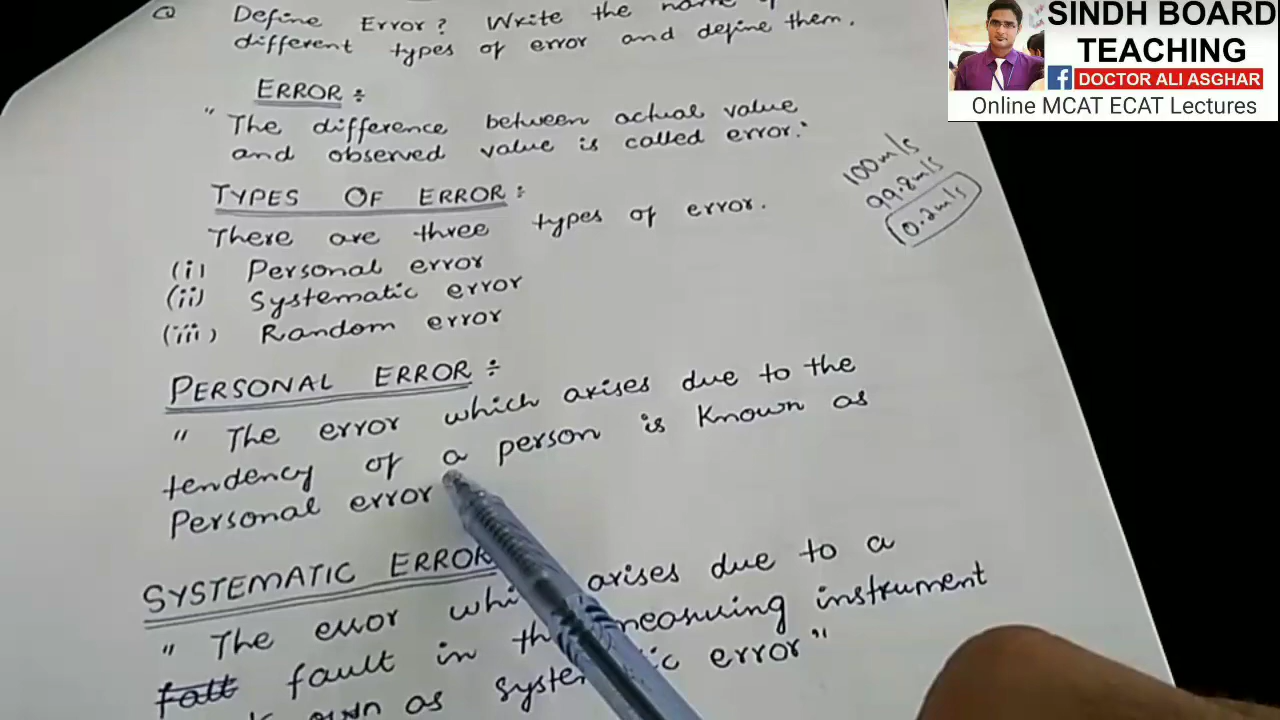 Q Define Error? Write the name
different types of error and define them.
ERROR:
"The difference between actual value
and observed value is called error."
TYPES OF ERROR:
There are three types of error.
(i) Personal error
(ii) Systematic error
(iii) Random error
PERSONAL ERROR:
"The error which arises due to the
tendency of a person is known as
Personal error
SYSTEMATIC ERROR
"The error arises due to a
fault in measuring instrument
as error"
100m/s
99.8m/s
0.2m/s
SINDH BOARD
TEACHING
DOCTOR ALI ASGHAR
Online MCAT ECAT Lectures